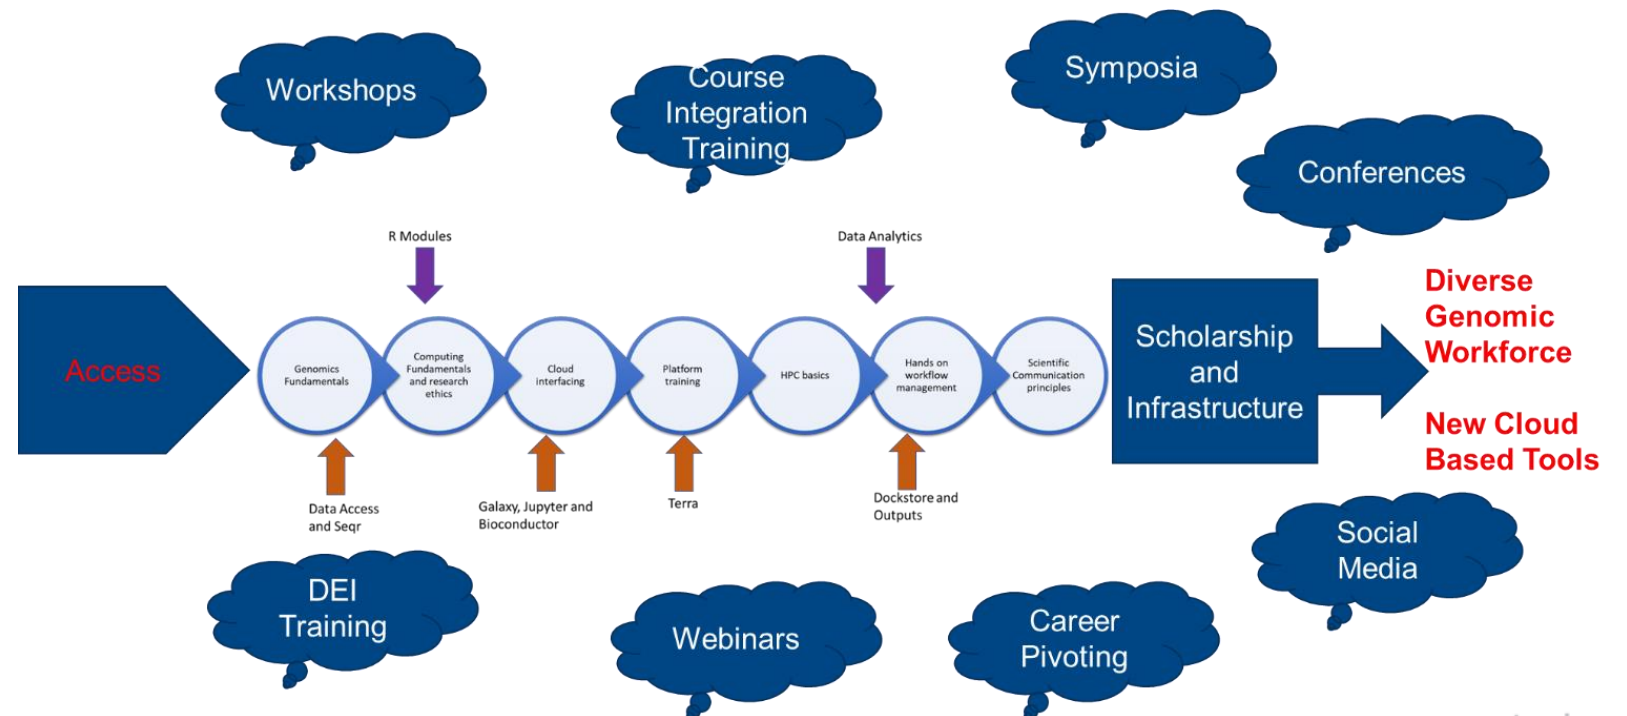 Workshops
Course
Integration
Training
Symposia
Conferences
R Modules
Data Analytics
Access
Genomics
Fundamentals
Computing
Fundamentals
and research
ethics
Cloud
interfacing
Platform
training
HPC basics
Hands on
workflow
management
Scientific
Communication
principles
Scholarship
and
Infrastructure
Diverse
Genomic
Workforce
New Cloud
Based Tools
Data Access
and Seqr
Galaxy, Jupyter and
Bioconductor
Terra
Dockstore and
Outputs
DEI
Training
Webinars
Career
Pivoting
Social
Media